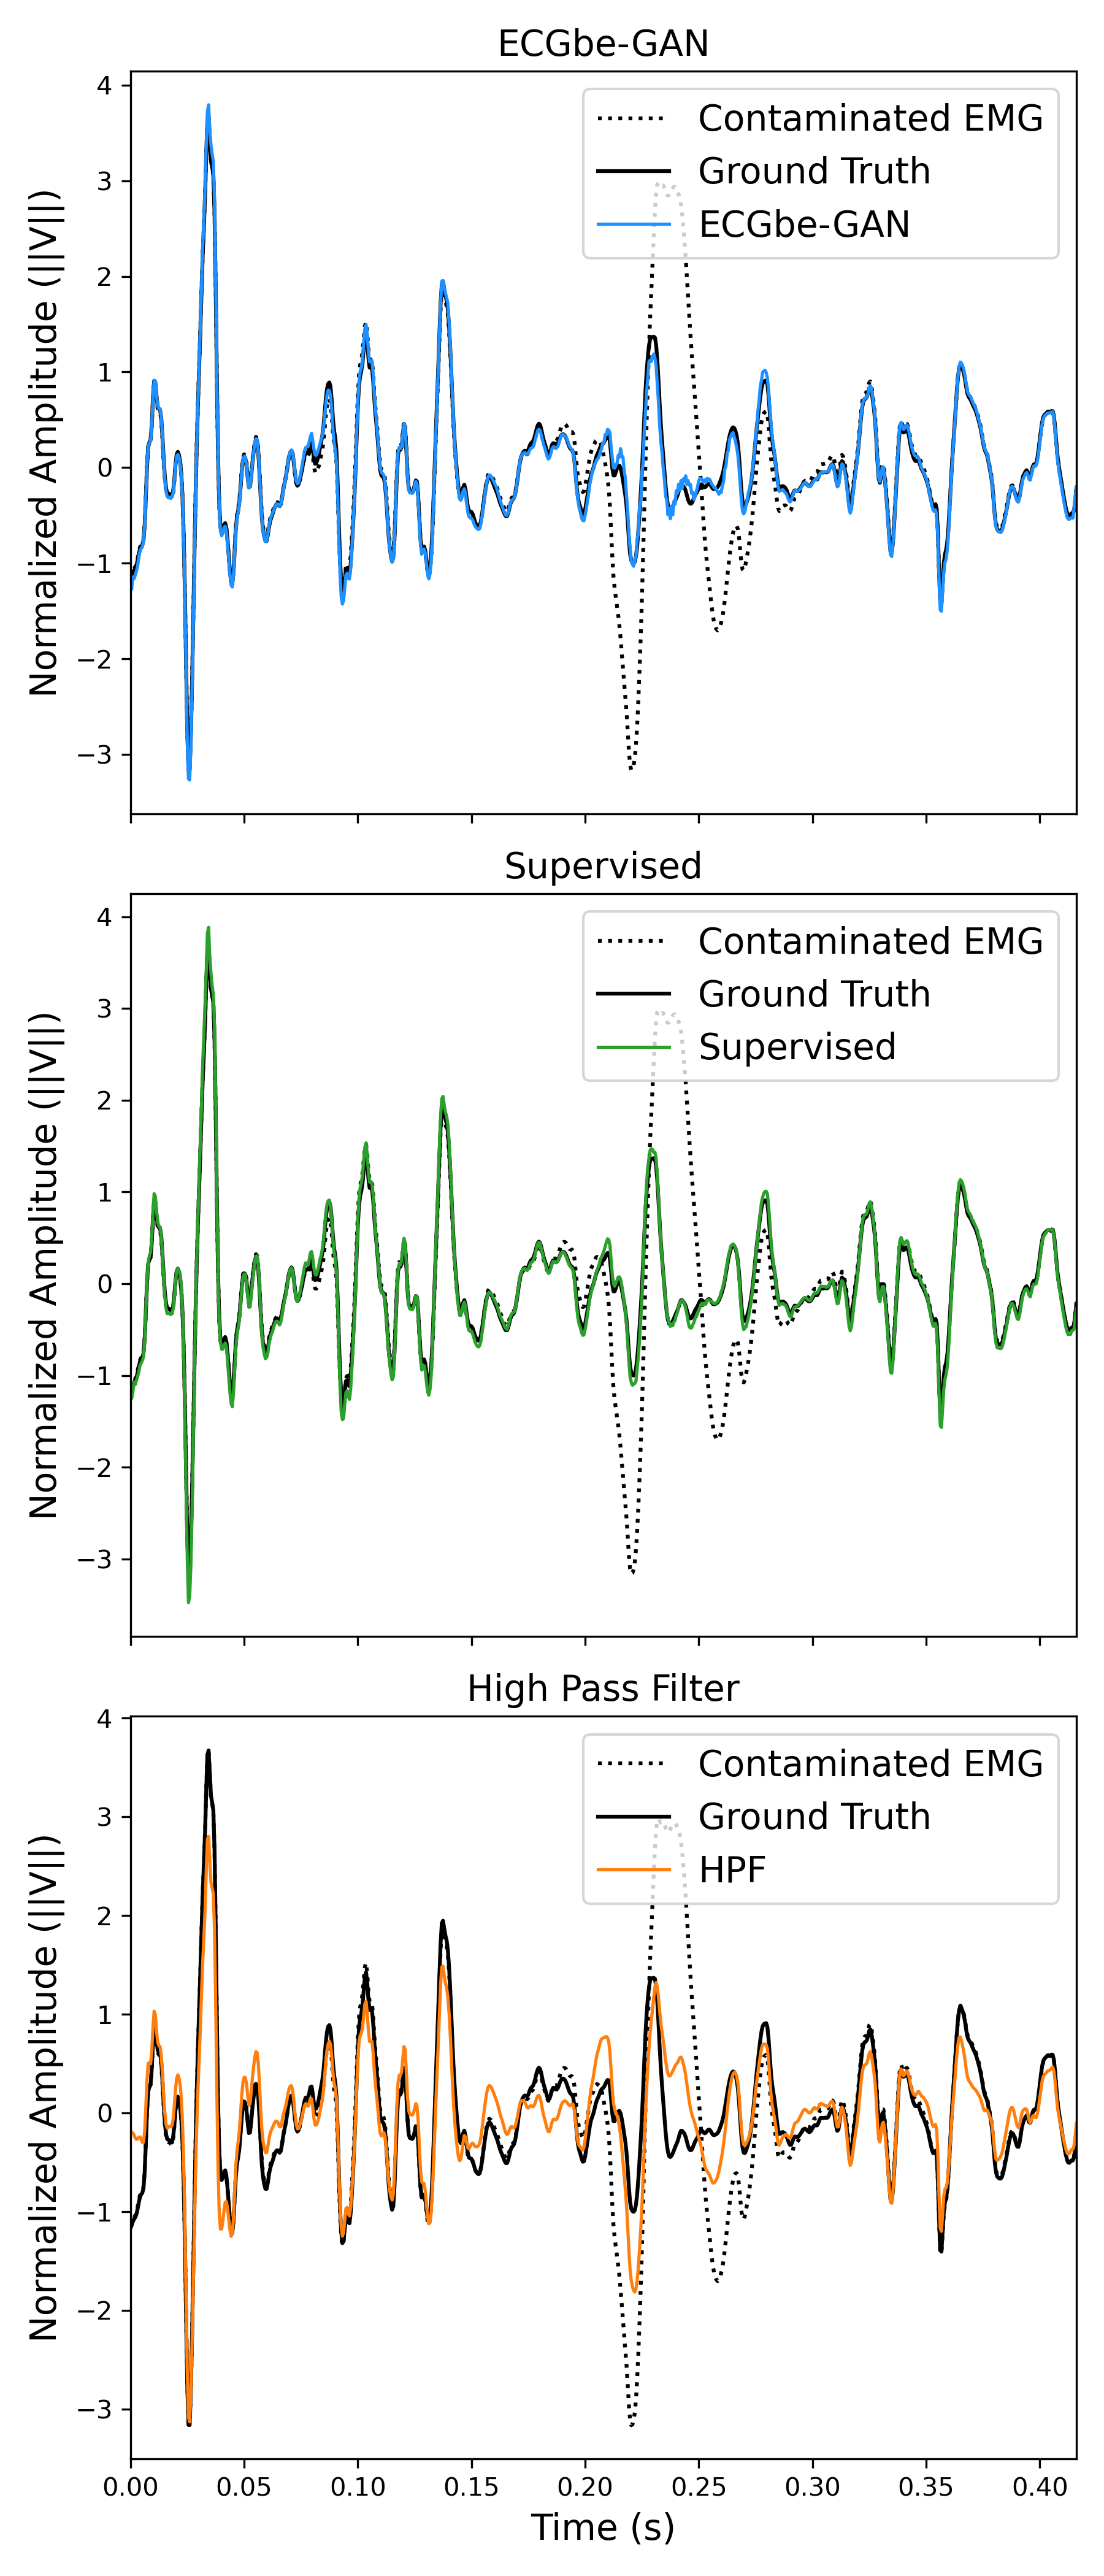 ECGbe-GAN
Normalized Amplitude (||V||)
4
3
2
1
0
−1
−2
−3
Contaminated EMG
Ground Truth
ECGbe-GAN
Supervised
Normalized Amplitude (||V||)
4
3
2
1
0
−1
−2
−3
Contaminated EMG
Ground Truth
Supervised
High Pass Filter
Normalized Amplitude (||V||)
4
3
2
1
0
−1
−2
−3
Contaminated EMG
Ground Truth
HPF
0.00 0.05 0.10 0.15 0.20 0.25 0.30 0.35 0.40
Time (s)